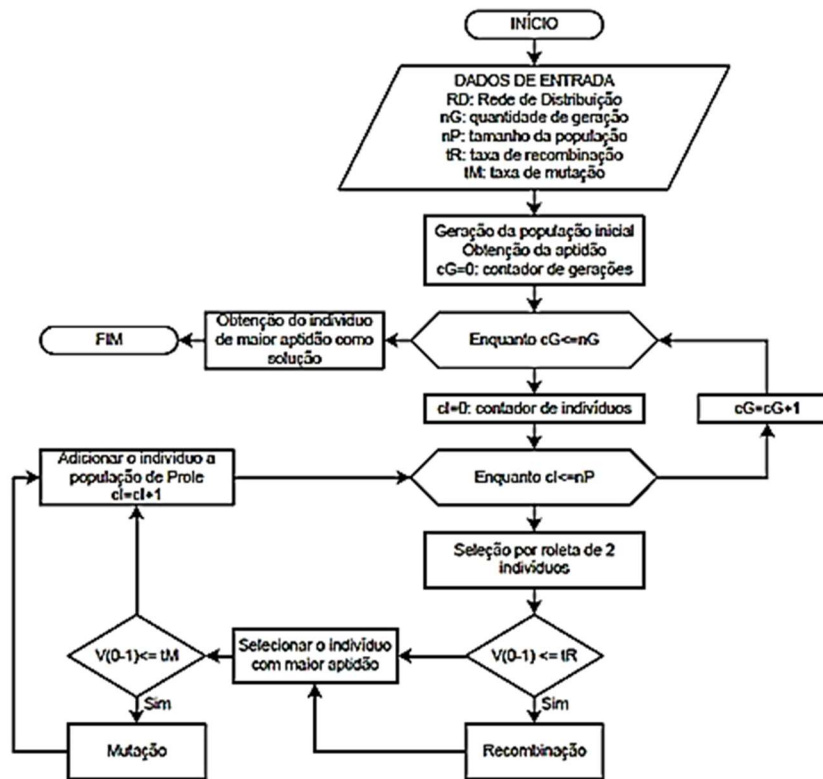 INÍCIO
DADOS DE ENTRADA
RD: Rede de Distribuição
nG: quantidade de geração
nP: tamanho da população
tR: taxa de recombinação
tM: taxa de mutação
Geração da população inicial
Obtenção da aptidão
cG=0: contador de gerações
Enquanto cG<=nG
Obtenção do indivíduo
de maior aptidão como
solução
FIM
cI=0: contador de indivíduos
cG=cG+1
Enquanto cI<=nP
Adicionar o indivíduo a
população de Prole
cI=cI+1
Seleção por roleta de 2
indivíduos
V(0-1) <= tR
Sim
Recombinação
Selecionar o indivíduo
com maior aptidão
V(0-1)<= tM
Sim
Mutação